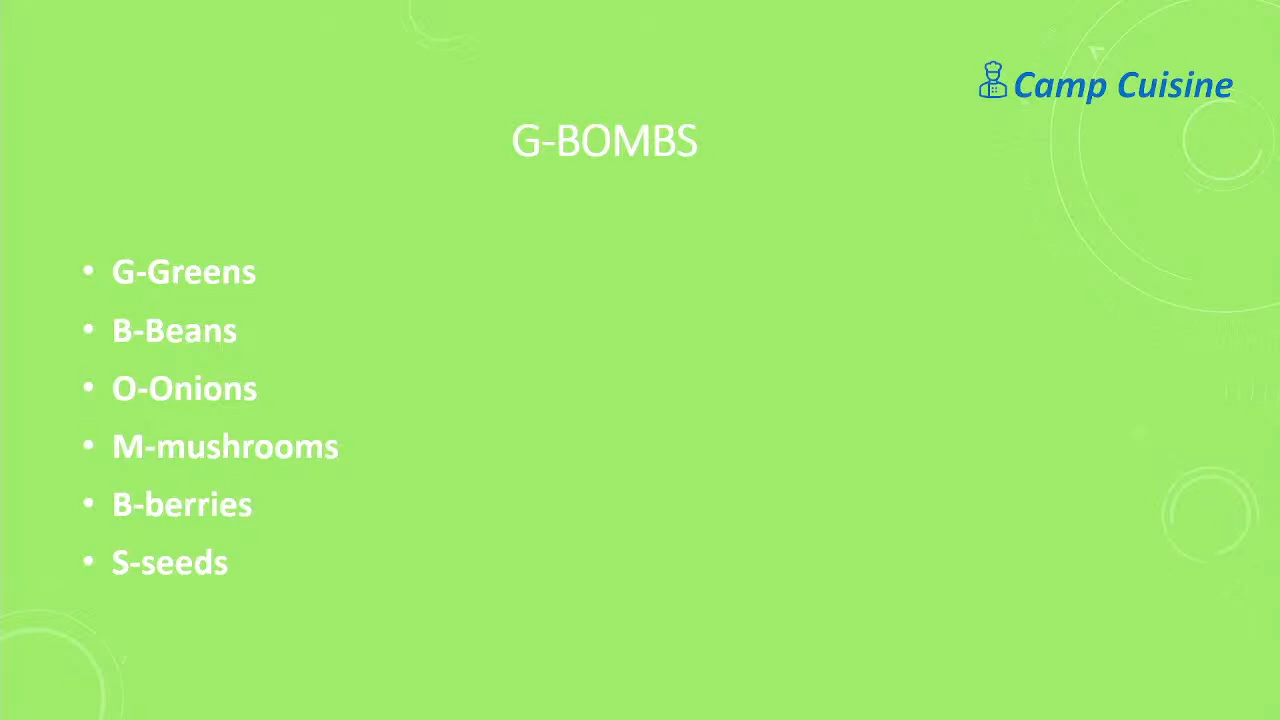 Camp Cuisine
G-BOMBS
• G-Greens
• B-Beans
• O-Onions
• M-mushrooms
• B-berries
• S-seeds